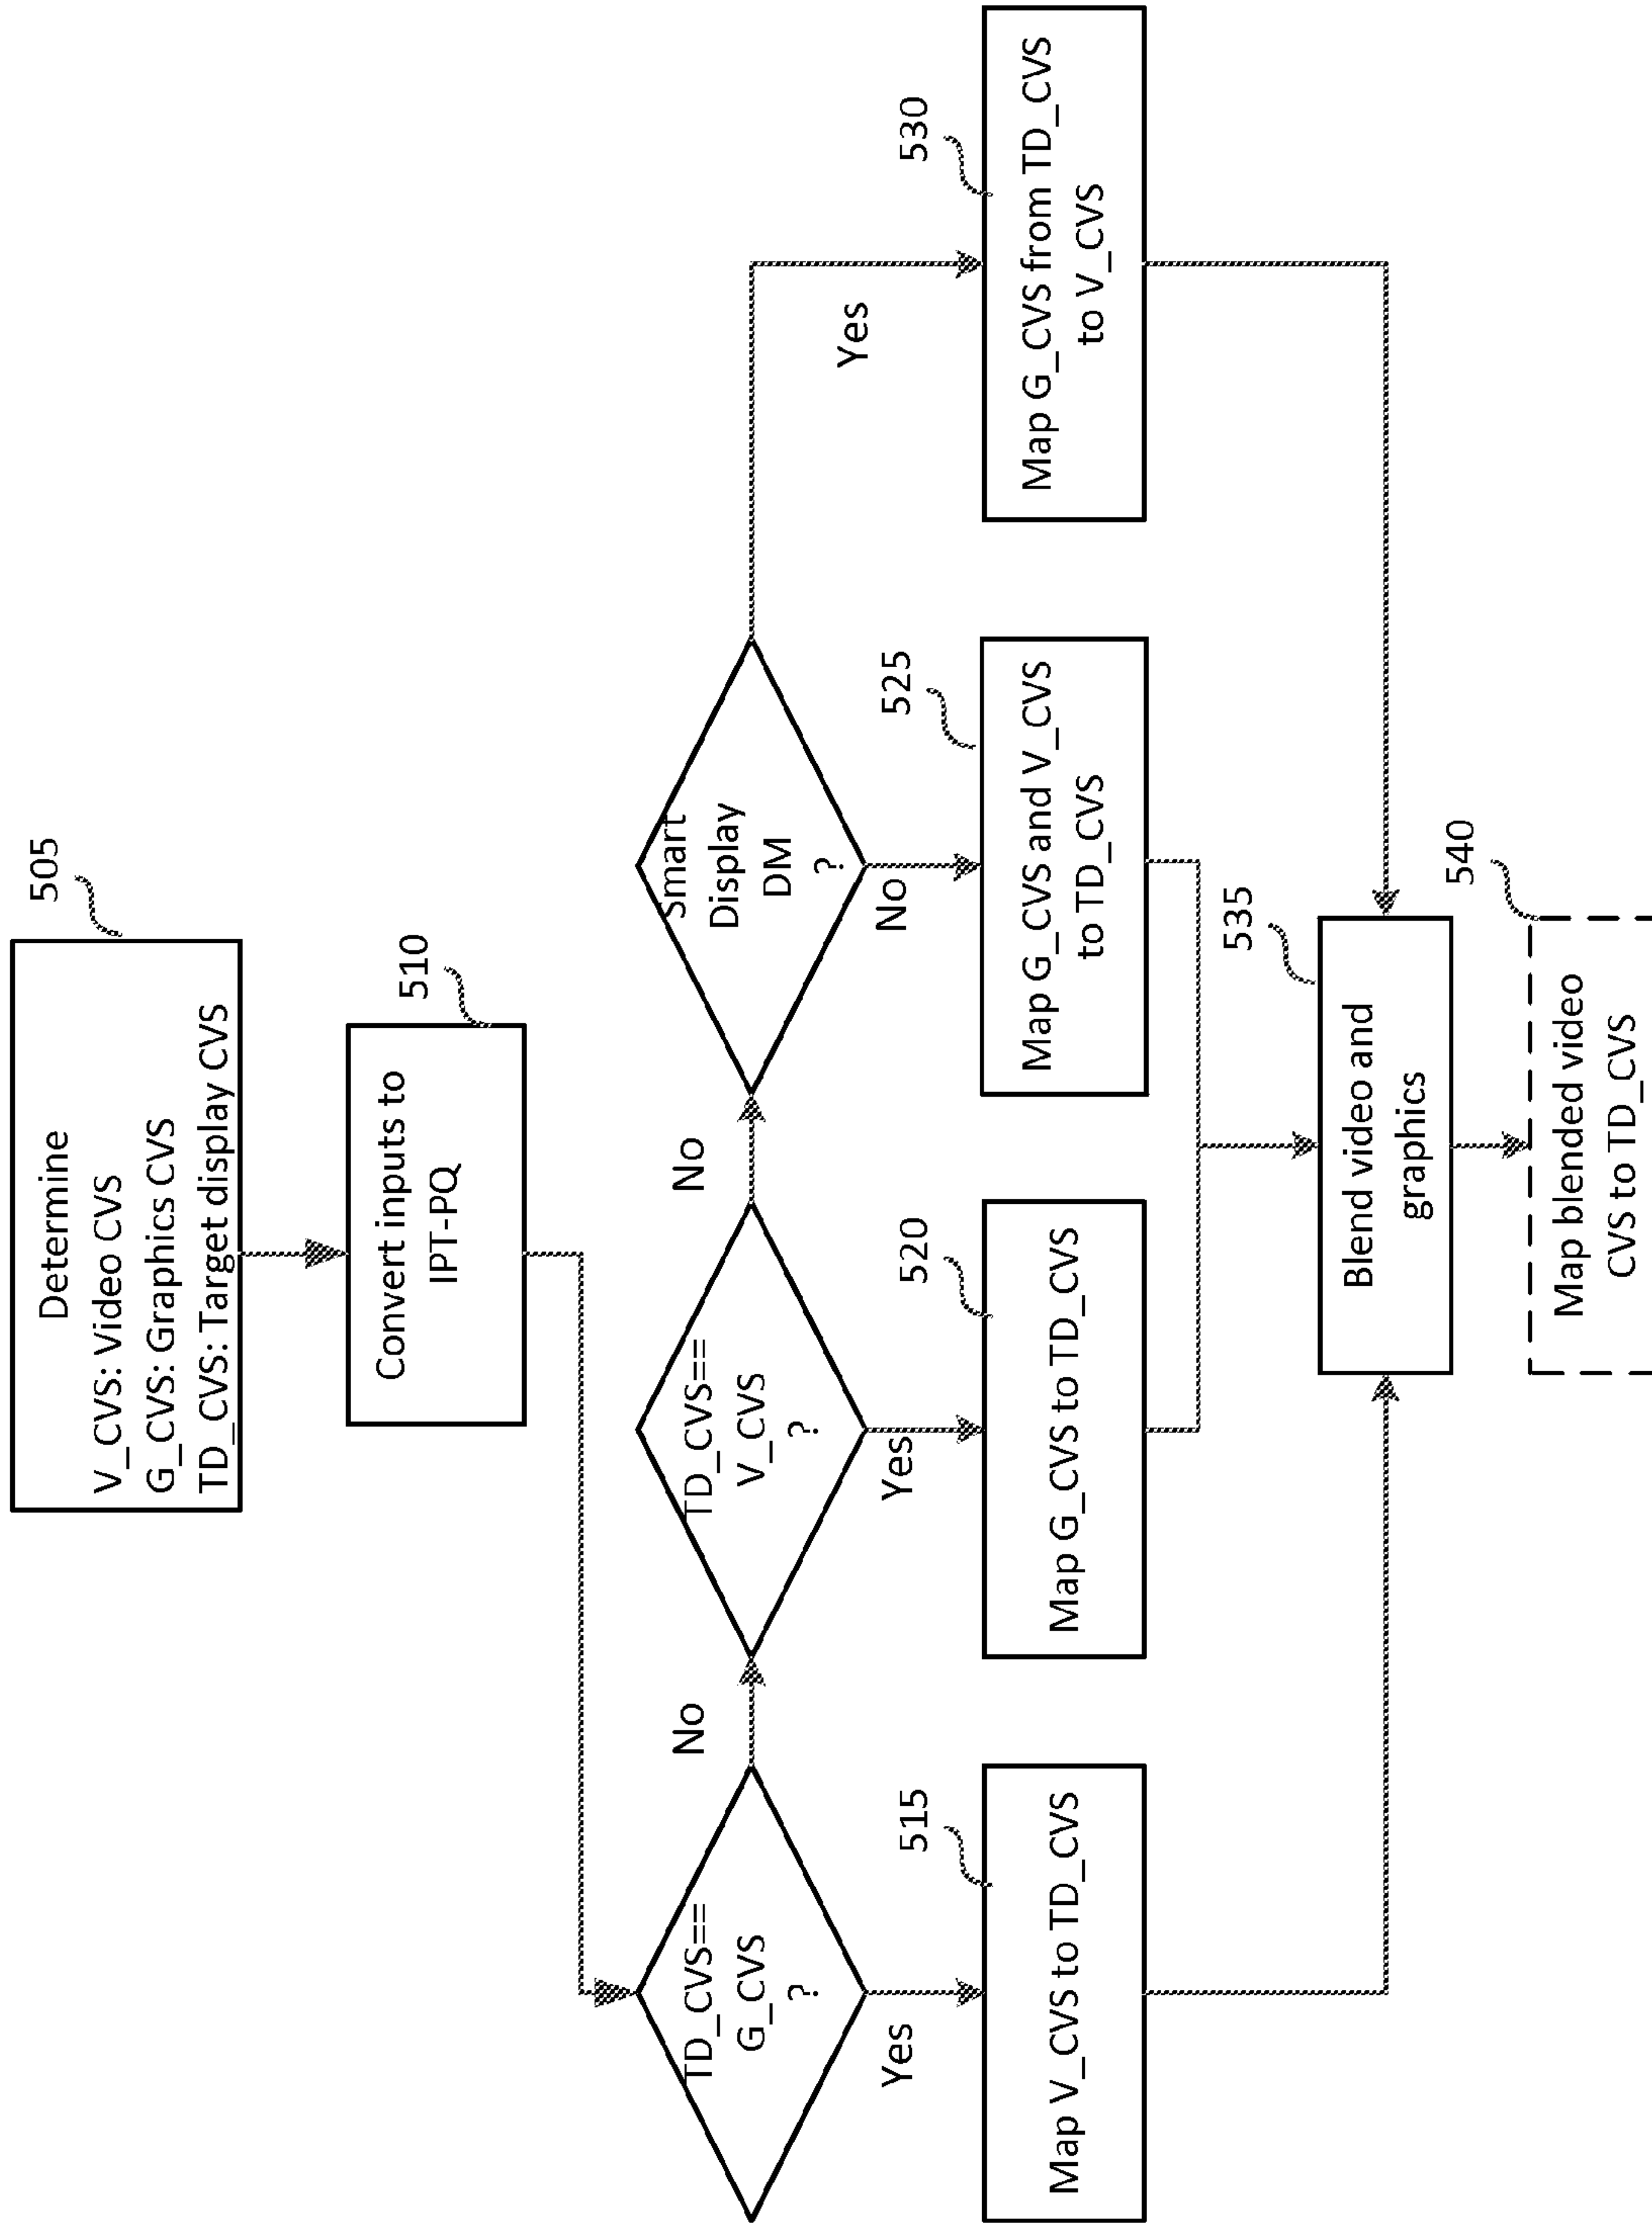 505
Determine
V_CVS: Video CVS
G_CVS: Graphics CVS
TD_CVS: Target display CVS
510
Convert inputs to
IPT-PQ
TD_CVS==
G_CVS
?
No
Yes
TD_CVS==
V_CVS
?
No
Yes
Smart
Display
DM
?
No
Yes
515
Map V_CVS to TD_CVS
520
Map G_CVS to TD_CVS
525
Map G_CVS and V_CVS
to TD_CVS
530
Map G_CVS from TD_CVS
to V_CVS
535
Blend video and
graphics
540
Map blended video
CVS to TD_CVS